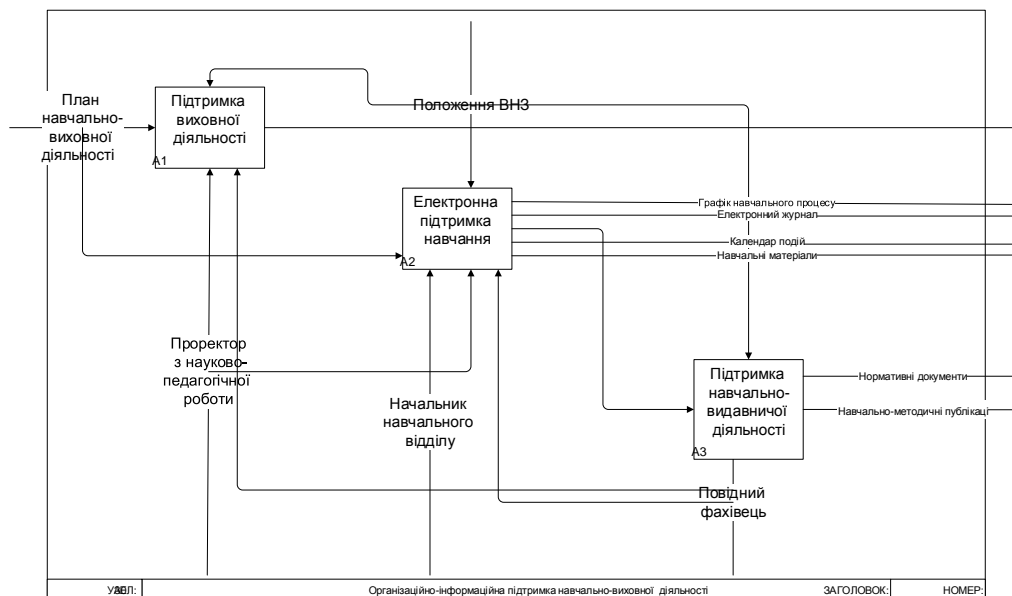 План
навчально-
виховної
діяльності
Підтримка
виховної
діяльності
A1
Положення ВНЗ
Електронна
підтримка
навчання
A2
Графік навчального процесу
Електронний журнал
Календар подій
Навчальні матеріали
Проректор
з науково-
педагогічної
роботи
Начальник
навчального
відділу
Підтримка
навчально-
видавничої
діяльності
A3
Нормативні документи
Навчально-методичні публікаці
Повідний
фахівець
Організаційно-інформаційна підтримка навчально-виховної діяльності
ЗАГОЛОВОК:
НОМЕР: